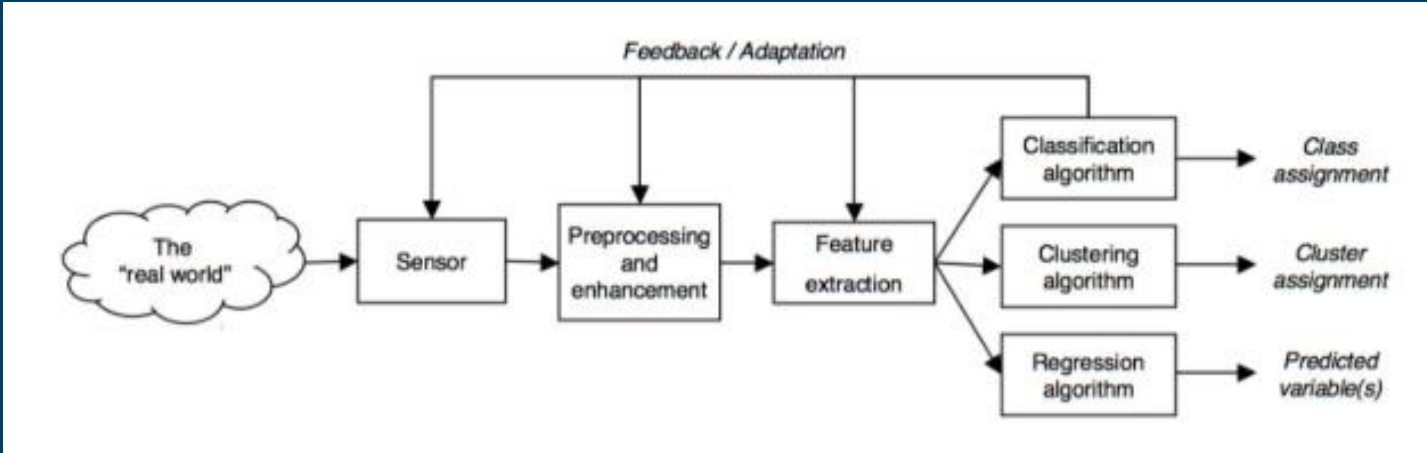 Feedback / Adaptation
The
"real world"
Sensor
Preprocessing
and
enhancement
Feature
extraction
Classification
algorithm
Class
assignment
Clustering
algorithm
Cluster
assignment
Regression
algorithm
Predicted
variable(s)